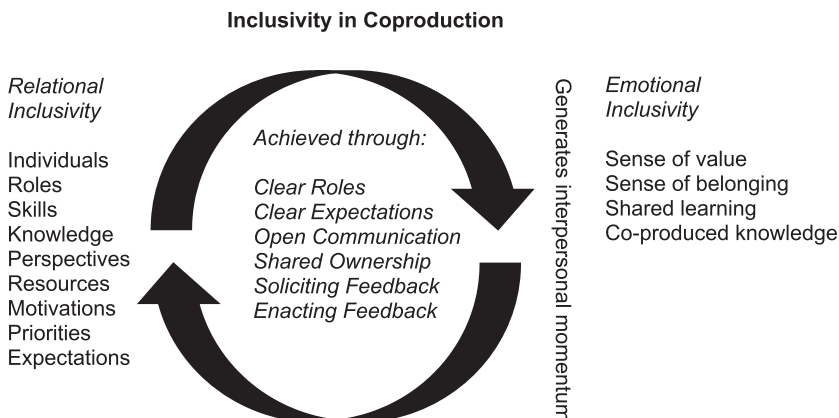 Inclusivity in Coproduction
Relational
Inclusivity
Individuals
Roles
Skills
Knowledge
Perspectives
Resources
Motivations
Priorities
Expectations
Achieved through:
Clear Roles
Clear Expectations
Open Communication
Shared Ownership
Soliciting Feedback
Enacting Feedback
Generates interpersonal momentum
Emotional
Inclusivity
Sense of value
Sense of belonging
Shared learning
Co-produced knowledge